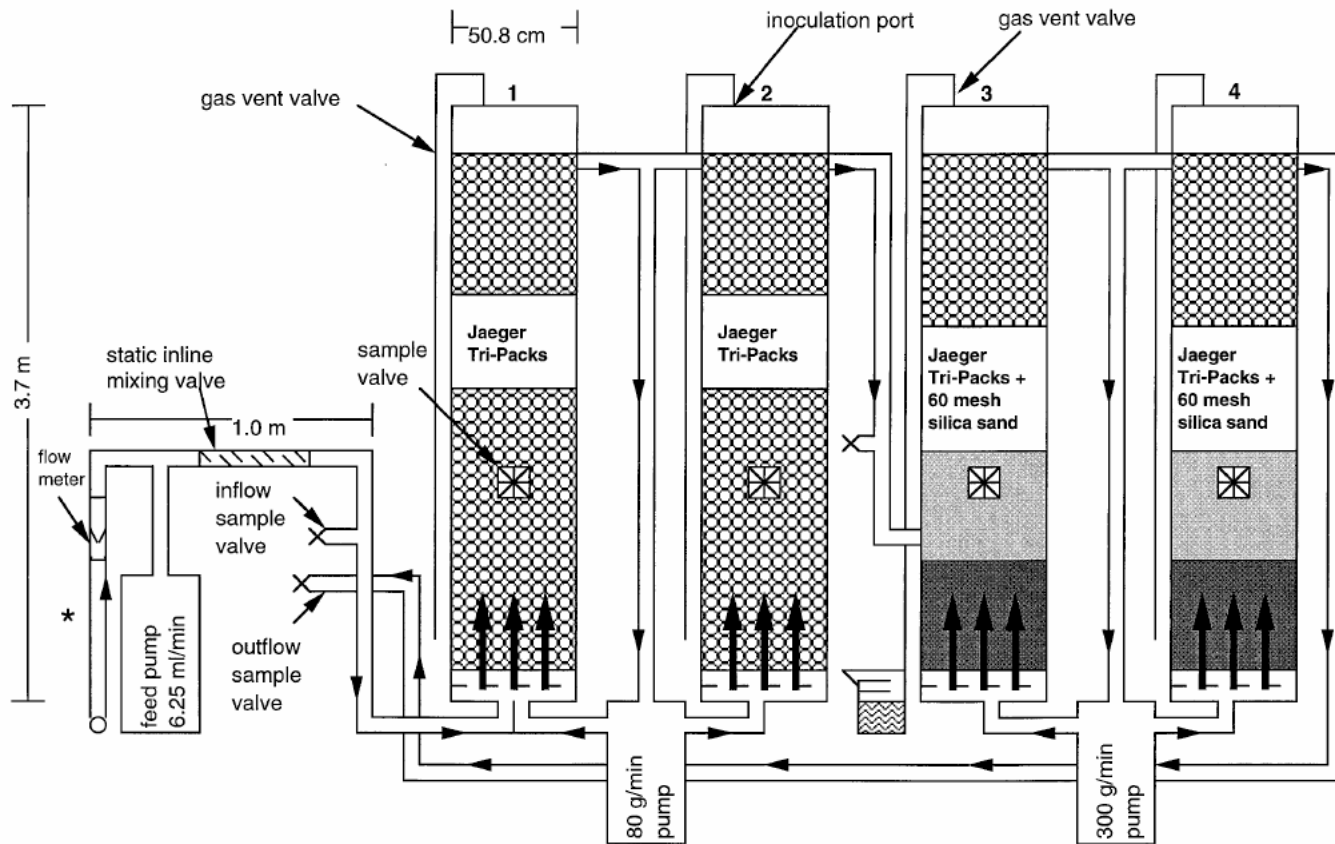 50.8 cm
inoculation port
gas vent valve
gas vent valve
1
2
3
4
3.7 m
static inline
mixing valve
1.0 m
flow
meter
sample
valve
Jaeger
Tri-Packs
Jaeger
Tri-Packs
Jaeger
Tri-Packs +
60 mesh
silica sand
Jaeger
Tri-Packs +
60 mesh
silica sand
inflow
sample
valve
*
feed pump
6.25 ml/min
outflow
sample
valve
80 g/min
pump
300 g/min
pump